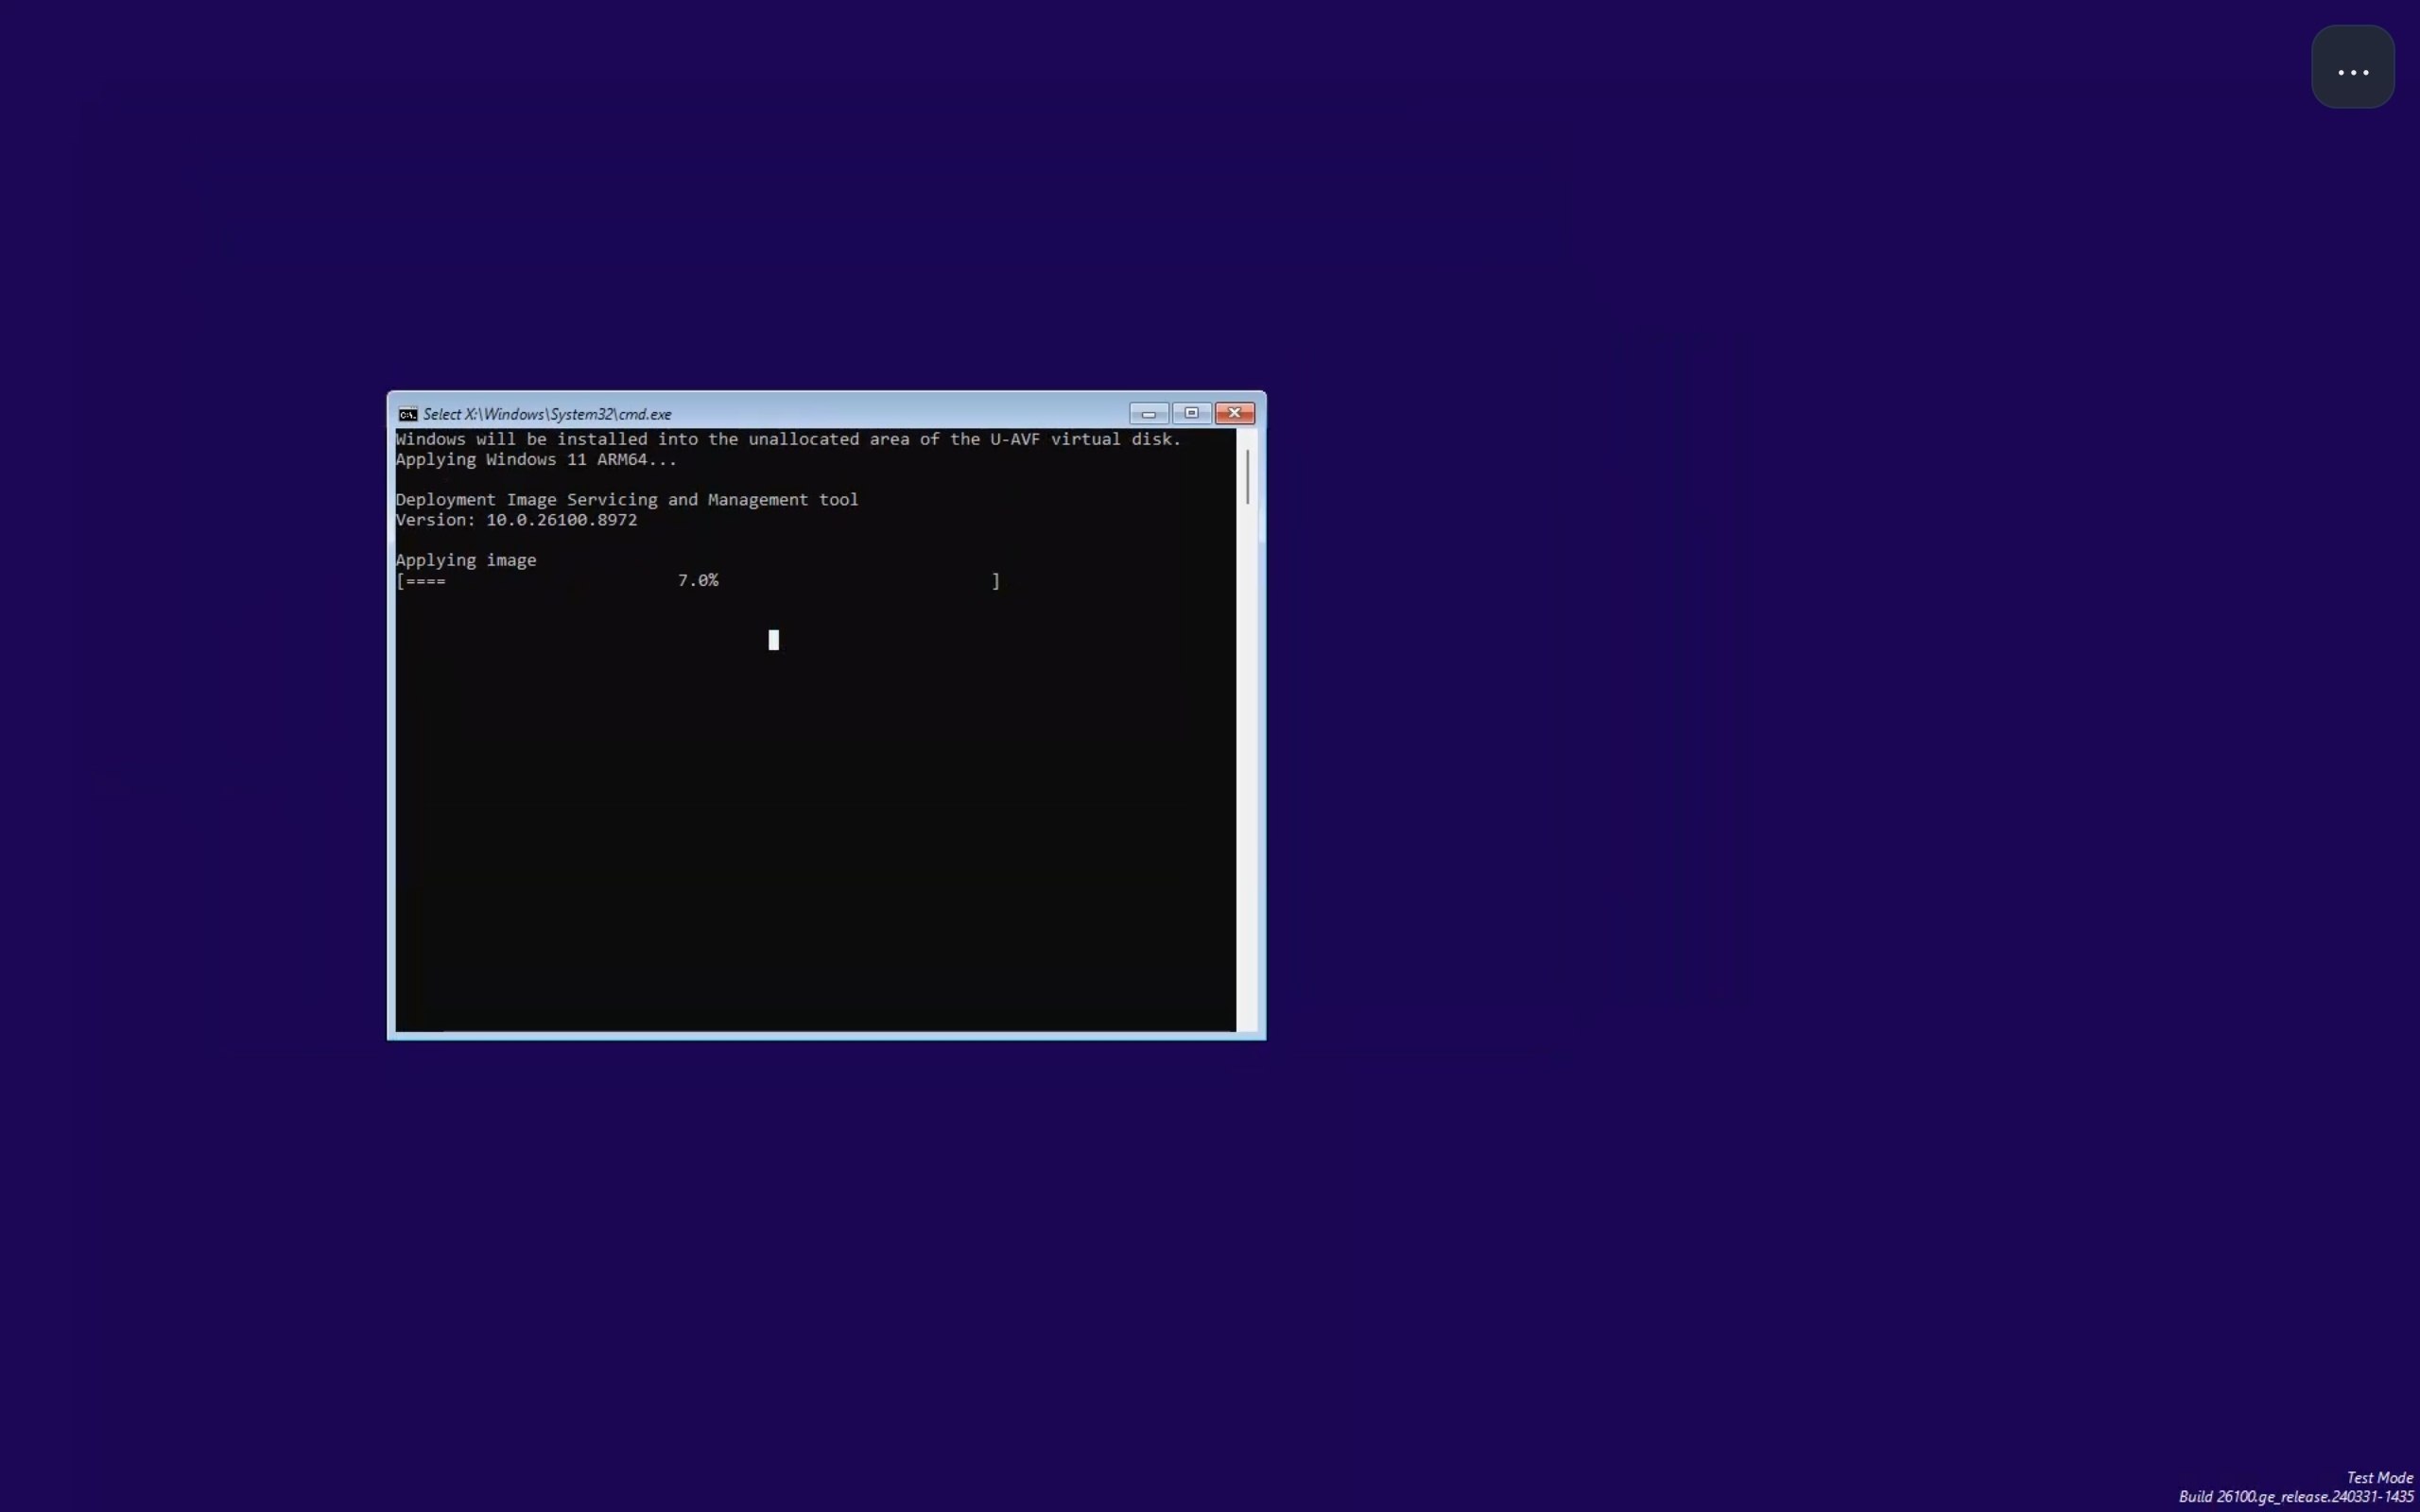 ...
Select X:\Windows\System32\cmd.exe
Windows will be installed into the unallocated area of the U-AVF virtual disk.
Applying Windows 11 ARM64...
Deployment Image Servicing and Management tool
Version: 10.0.26100.8972
Applying image
[==== 7.0% ]
Test Mode
Build 26100.ge_release.240331-1435